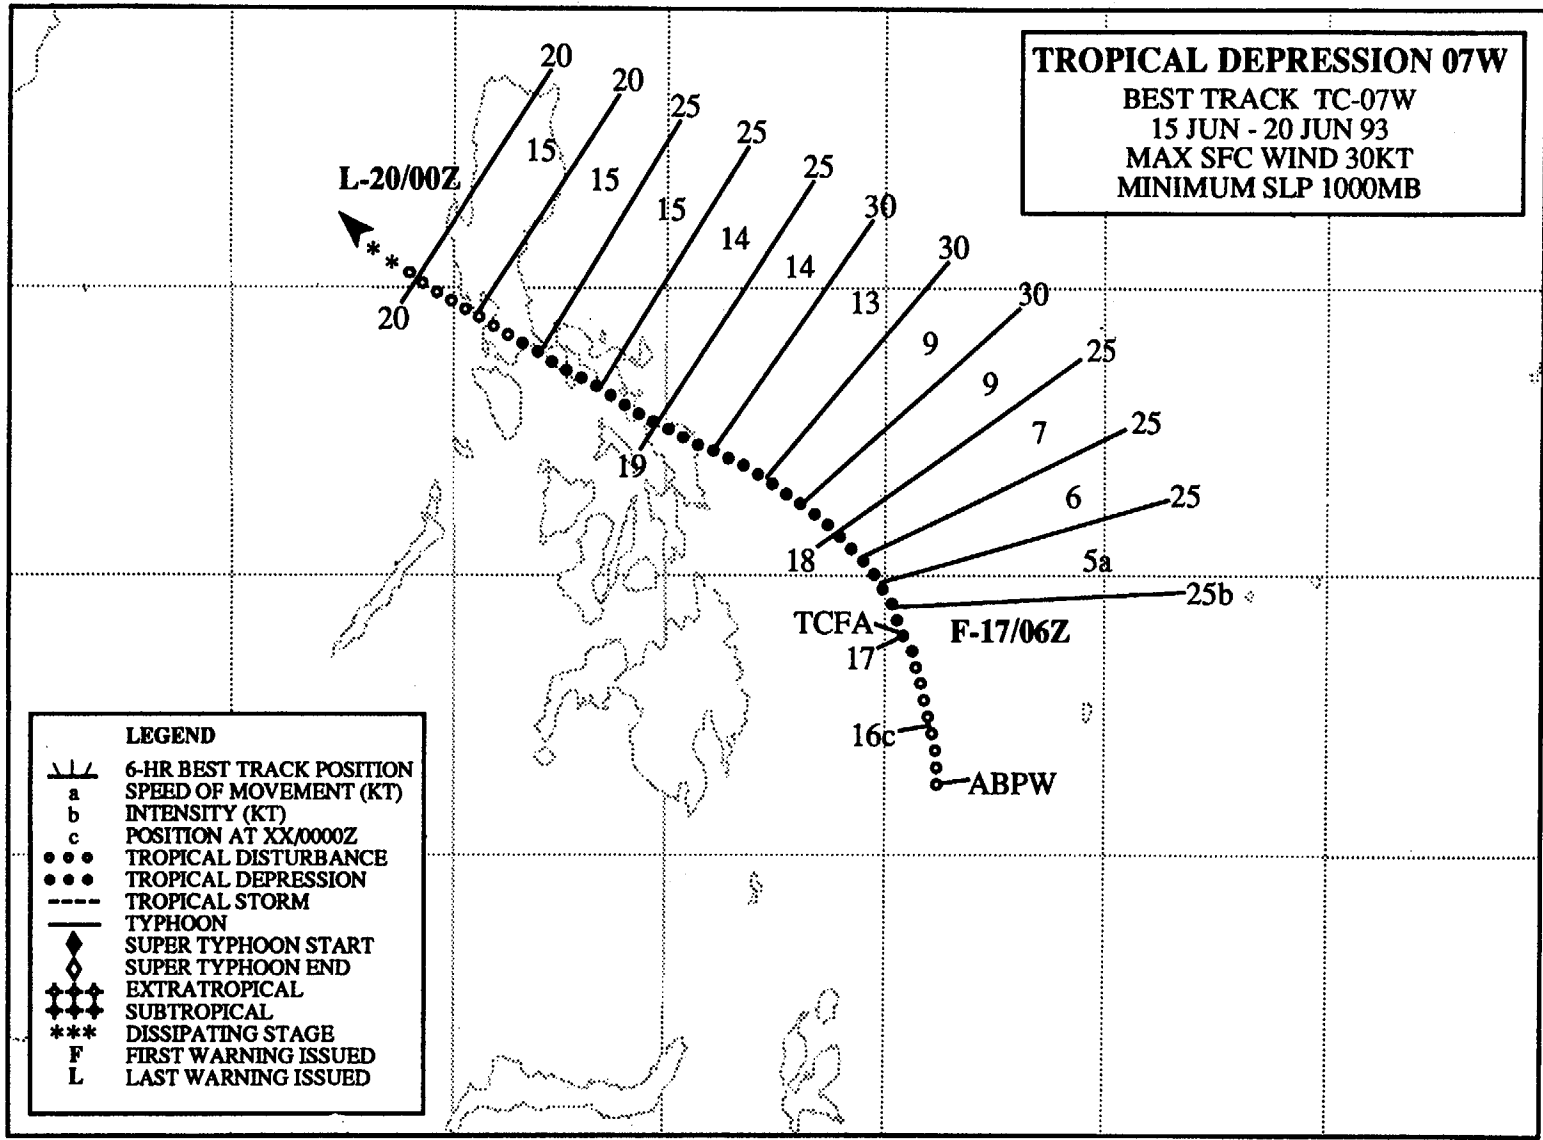 TROPICAL DEPRESSION 07W
BEST TRACK TC-07W
15 JUN - 20 JUN 93
MAX SFC WIND 30KT
MINIMUM SLP 1000MB
20
20
25
25
25
30
30
30
25
25
25
25b
15
15
15
14
14
13
9
9
7
6
5a
L-20/00Z
20
19
18
TCFA
17
F-17/06Z
16c
ABPW
LEGEND
6-HR BEST TRACK POSITION
a SPEED OF MOVEMENT (KT)
b INTENSITY (KT)
c POSITION AT XX/0000Z
TROPICAL DISTURBANCE
TROPICAL DEPRESSION
TROPICAL STORM
TYPHOON
SUPER TYPHOON START
SUPER TYPHOON END
EXTRATROPICAL
SUBTROPICAL
*** DISSIPATING STAGE
F FIRST WARNING ISSUED
L LAST WARNING ISSUED